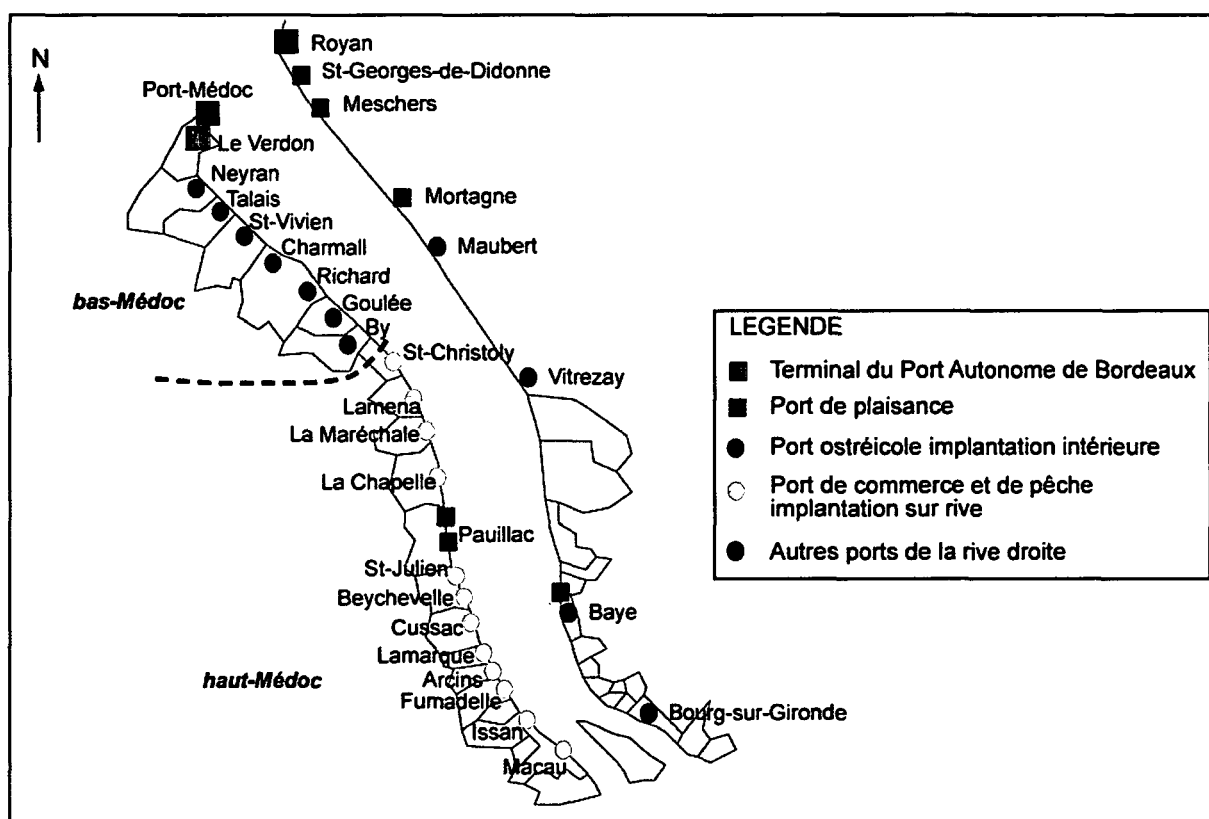 N
Royan
St-Georges-de-Didonne
Port-Médoc
Meschers
Le Verdon
Neyran
Talais
St-Vivien
Charmall
Richard
Goulée
By
Mortagne
Maubert
bas-Médoc
St-Christoly
Vitrezay
Lamena
La Maréchale
La Chapelle
Pauillac
St-Julien
Beychevelle
Cussac
Lamarque
Arcins
Fumadelle
Issan
Macau
haut-Médoc
Baye
Bourg-sur-Gironde
LEGENDE
Terminal du Port Autonome de Bordeaux
Port de plaisance
Port ostréicole implantation intérieure
Port de commerce et de pêche
implantation sur rive
Autres ports de la rive droite